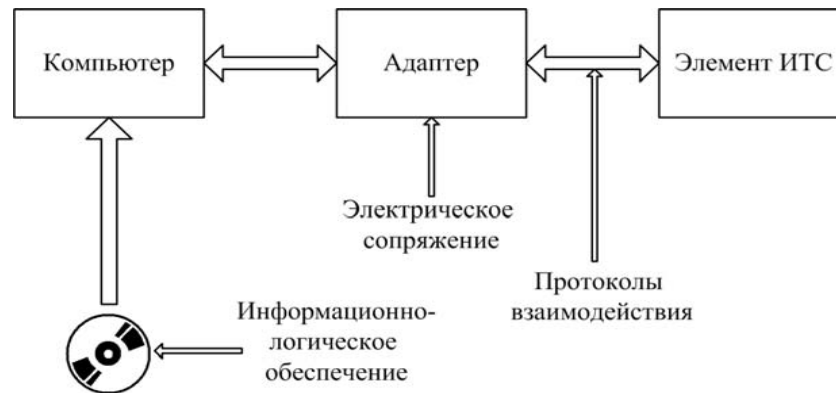 Компьютер
Адаптер
Элемент ИТС
Электрическое
сопряжение
Протоколы
взаимодействия
Информационно-
логическое
обеспечение